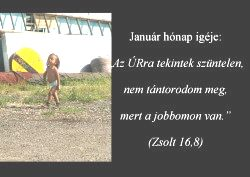 Január hónap igéje:
Az ÚRra tekintek szüntelen,
nem tántorodom meg,
mert a jobbomon van.”
(Zsolt 16,8)